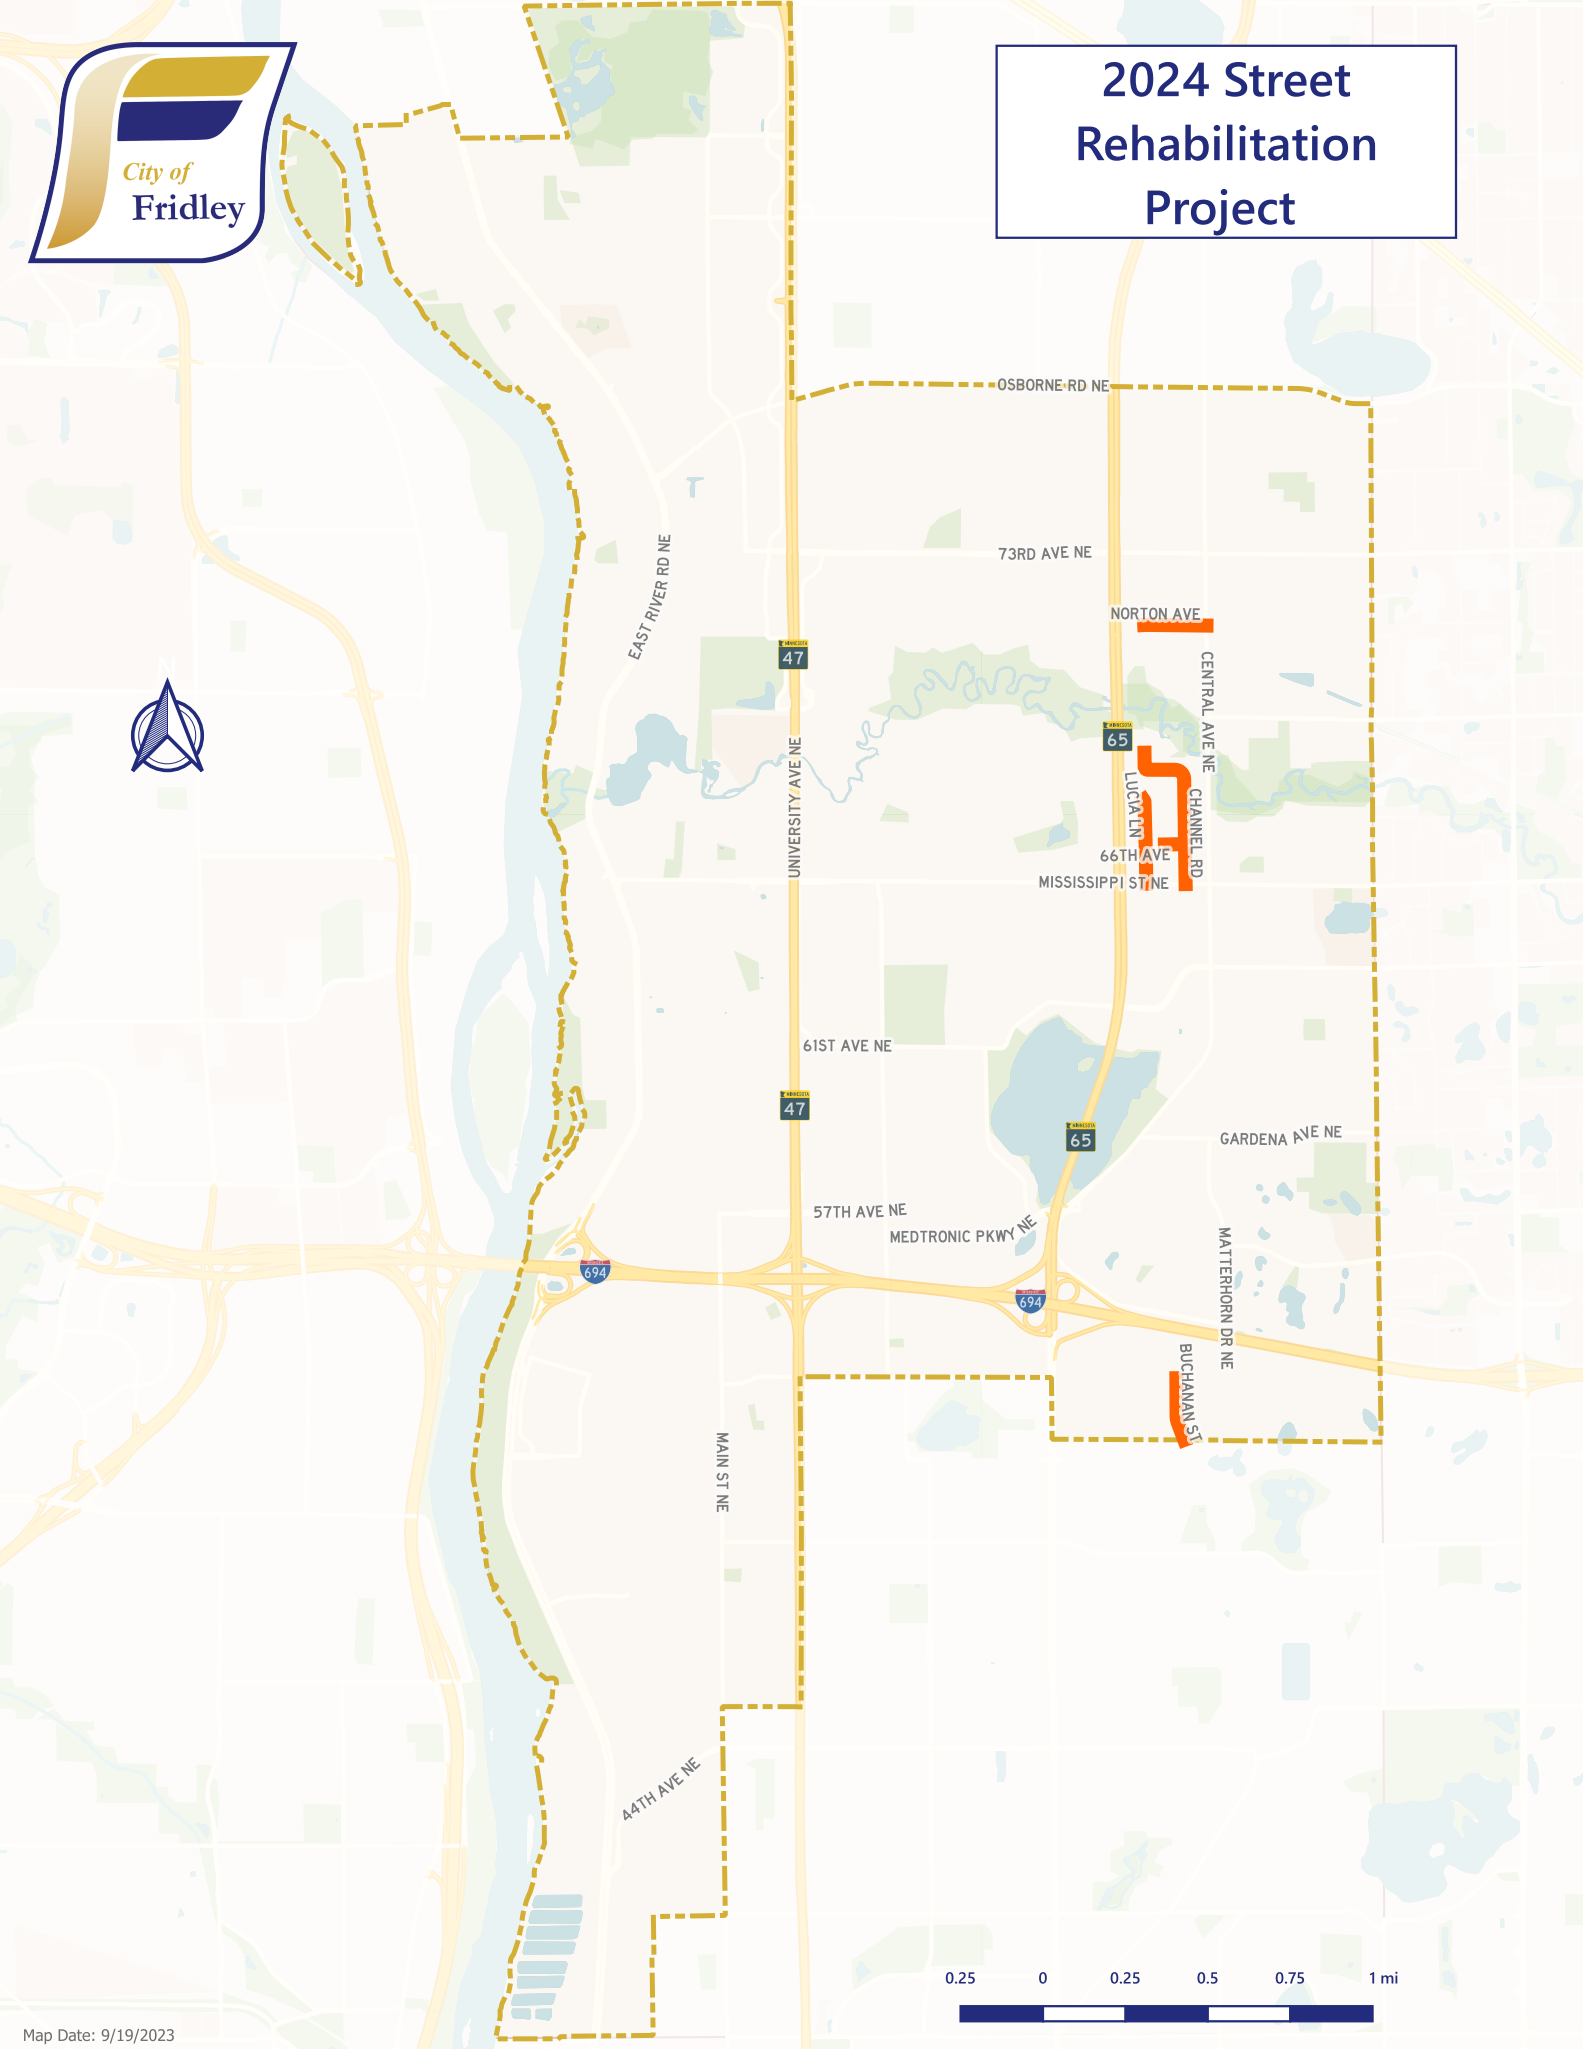 2024 Street
Rehabilitation
Project
City of
Fridley
OSBORNE RD NE
EAST RIVER RD NE
73RD AVE NE
NORTON AVE
MINNESOTA
47
CENTRAL AVE NE
MINNESOTA
65
UNIVERSITY AVE NE
LUCIA LN
CHANNEL RD
66TH AVE
MISSISSIPPI ST NE
61ST AVE NE
MINNESOTA
47
MINNESOTA
65
GARDENA AVE NE
57TH AVE NE
MEDTRONIC PKWY NE
MATTERHORN DR NE
694
694
BUCHANAN ST
MAIN ST NE
44TH AVE NE
0.25 0 0.25 0.5 0.75 1 mi
Map Date: 9/19/2023